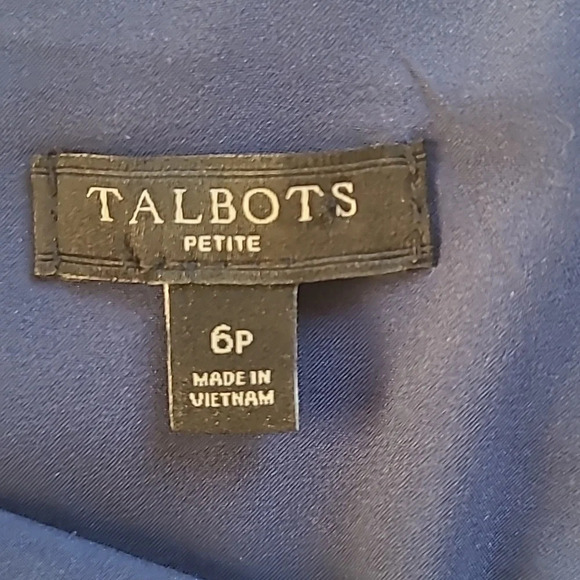 TALBOTS
PETITE
6P
MADE IN
VIETNAM